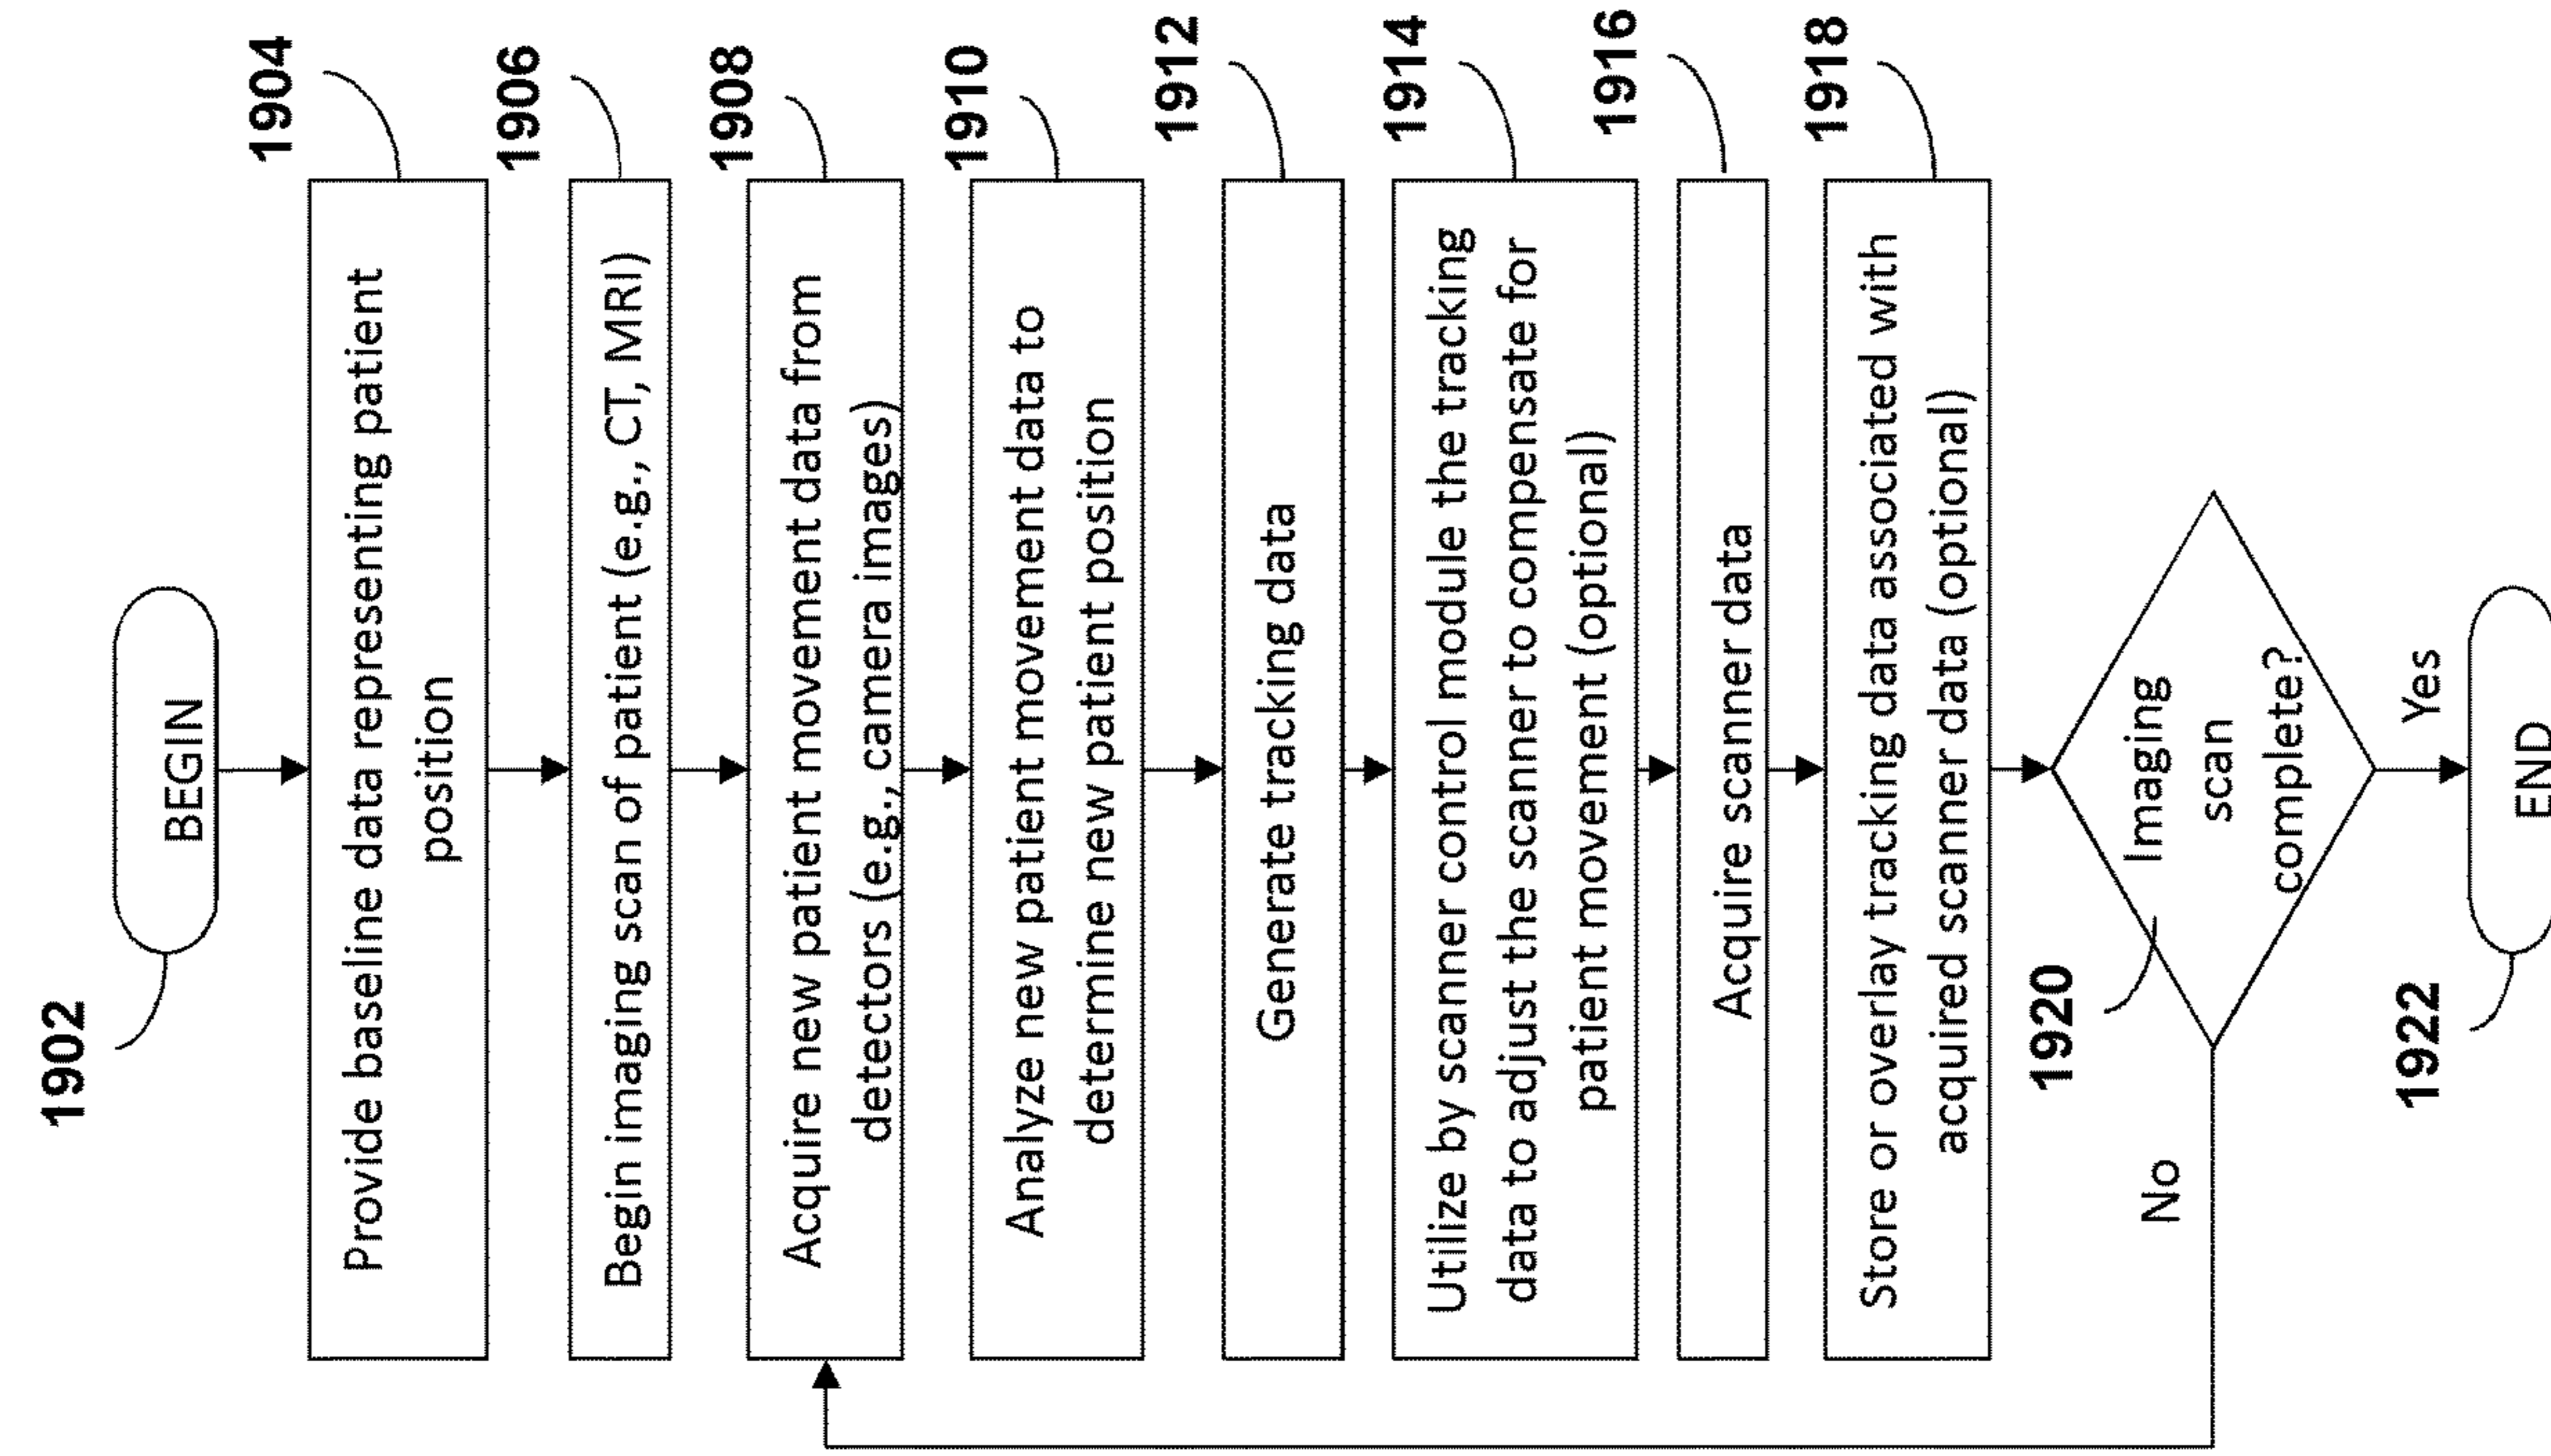 1902
BEGIN
1904
Provide baseline data representing patient
position
1906
Begin imaging scan of patient (e.g., CT, MRI)
1908
Acquire new patient movement data from
detectors (e.g., camera images)
1910
Analyze new patient movement data to
determine new patient position
1912
Generate tracking data
1914
Utilize by scanner control module the tracking
data to adjust the scanner to compensate for
patient movement (optional)
1916
Acquire scanner data
1918
Store or overlay tracking data associated with
acquired scanner data (optional)
1920
Imaging
scan
complete?
No
Yes
1922
END